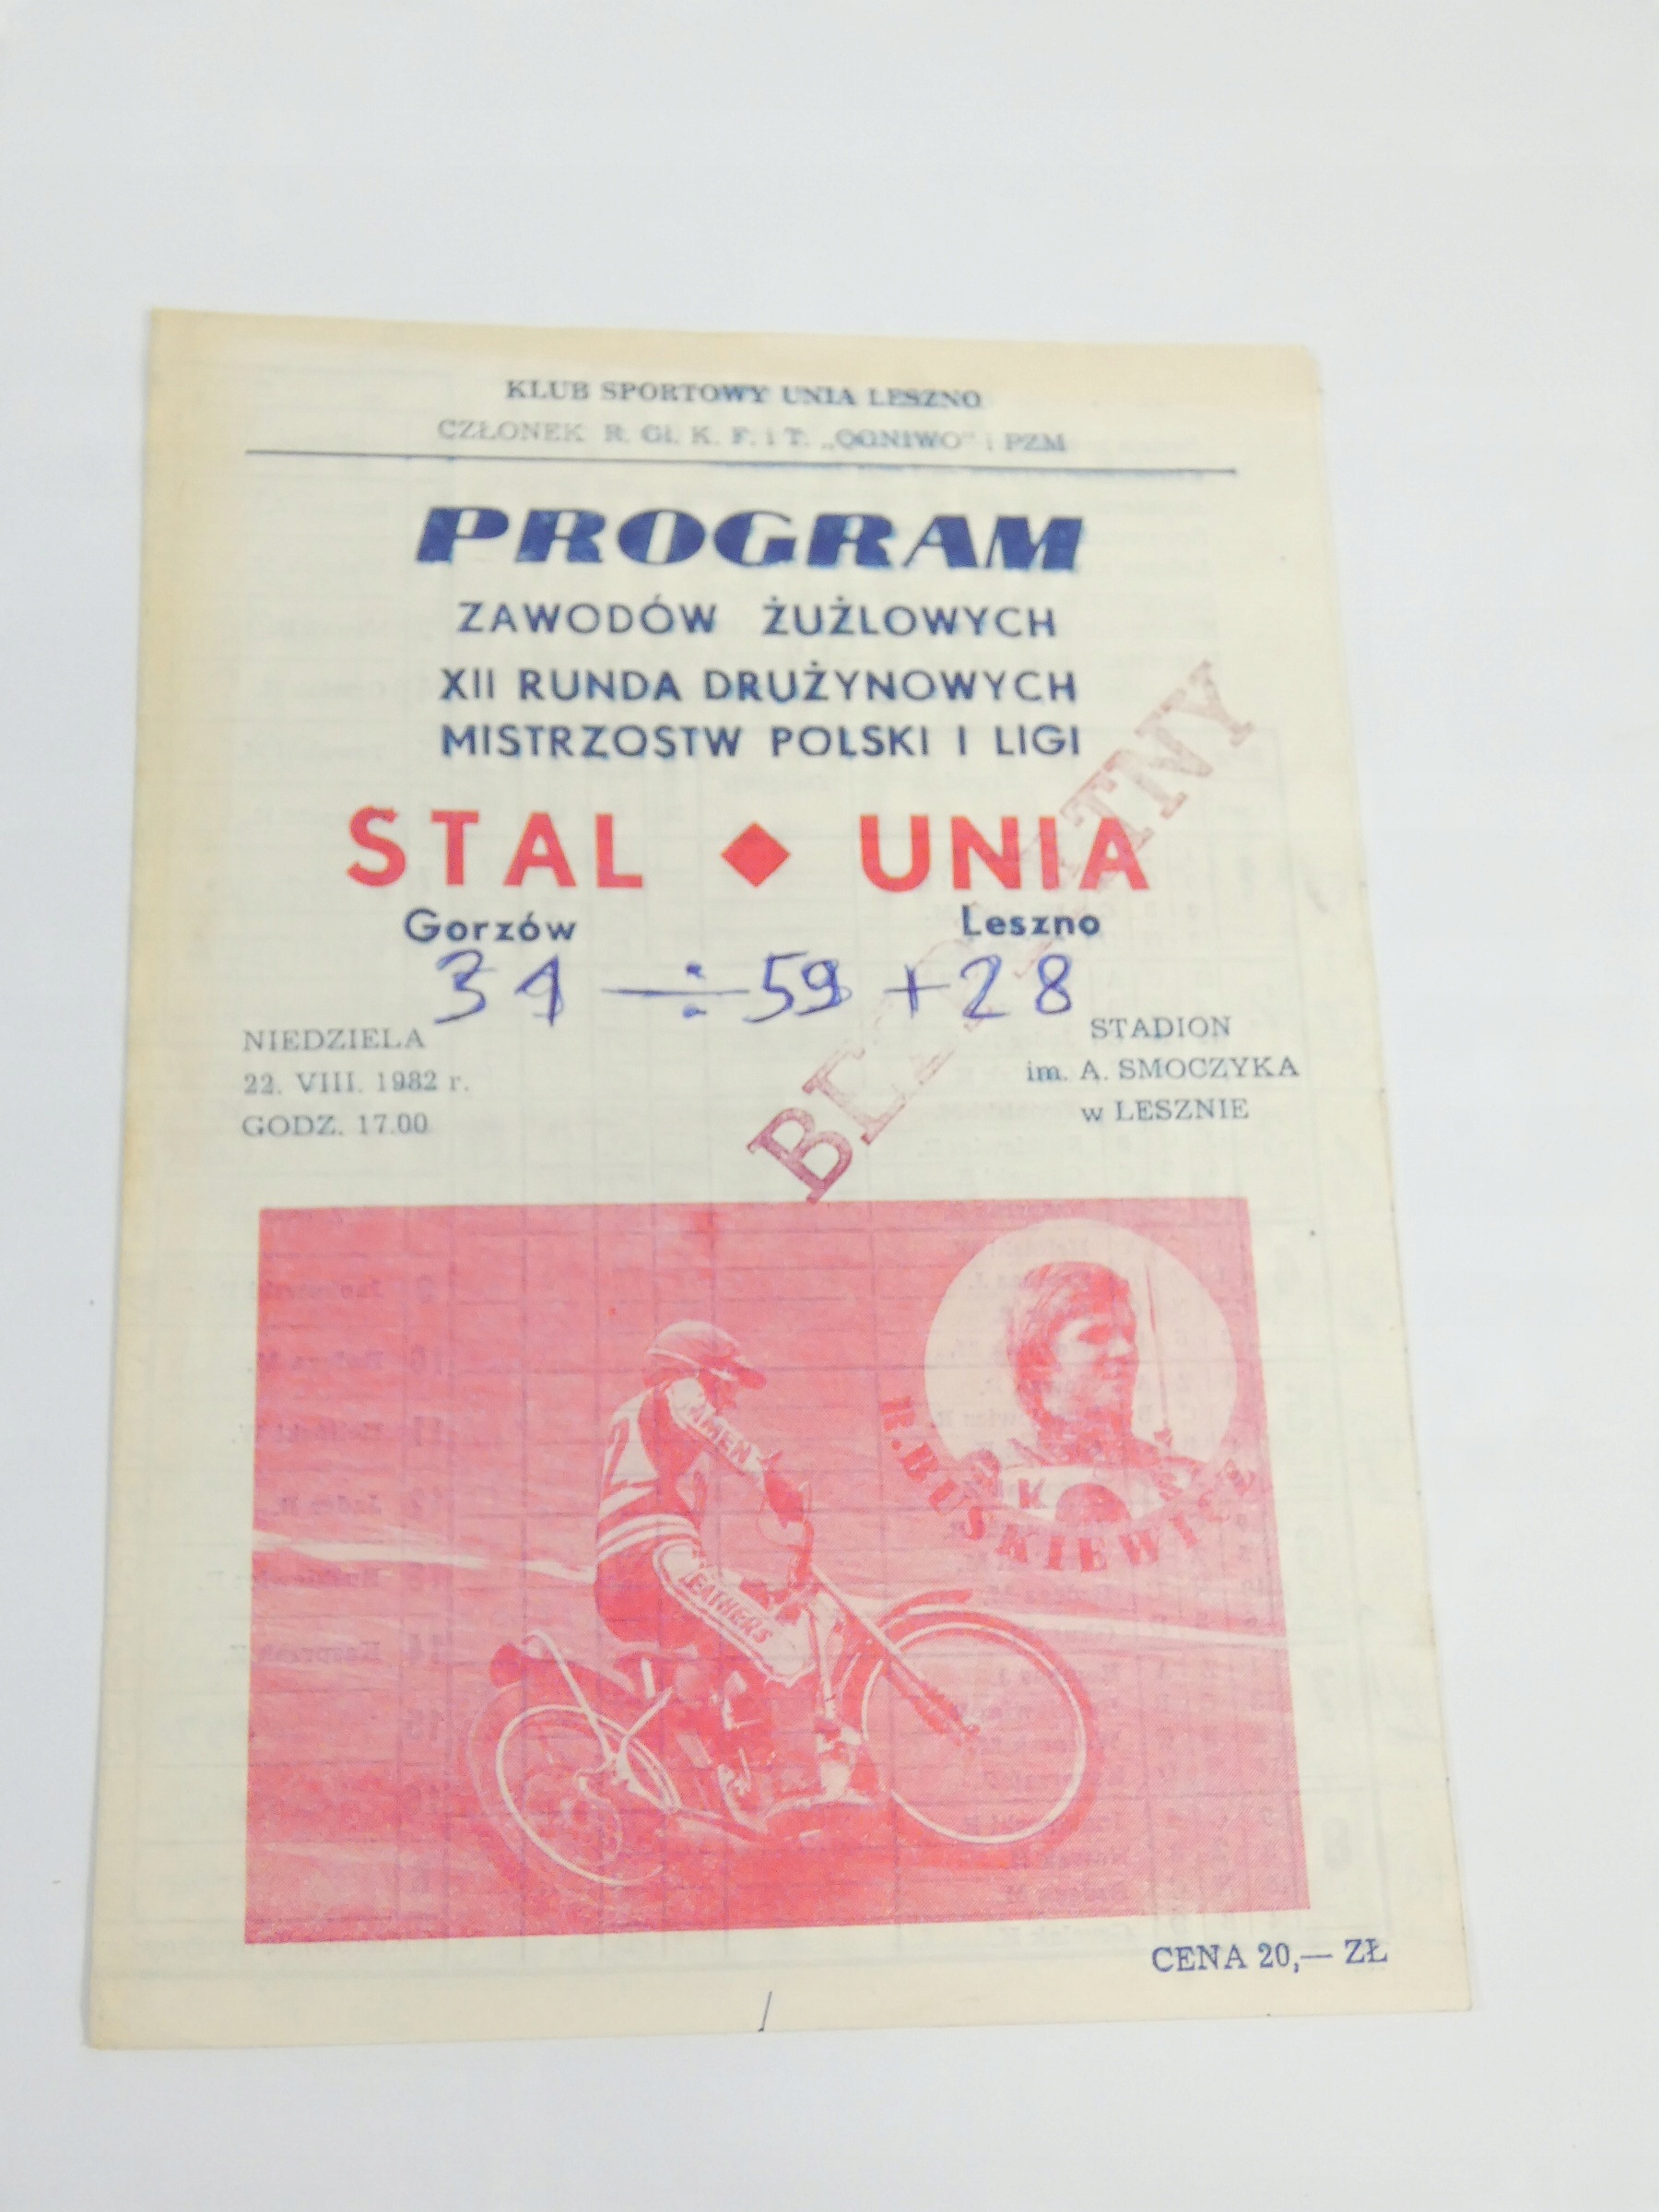 KLUB SPORTOWY UNIA LESZNO
CZŁONEK R. Gł. K. F. i T. „OGNIWO" i PZM
PROGRAM
ZAWODÓW ŻUŻLOWYCH
XII RUNDA DRUŻYNOWYCH
MISTRZOSTW POLSKI I LIGI
STAL ◆ UNIA
Gorzów Leszno
31 ÷ 59 +28
NIEDZIELA
22. VIII. 1982 r.
GODZ. 17.00
STADION
im. A. SMOCZYKA
w LESZNIE
BEZPŁATNY
R. BUŚKIEWICZ
LEATHERS
CENA 20,— ZŁ